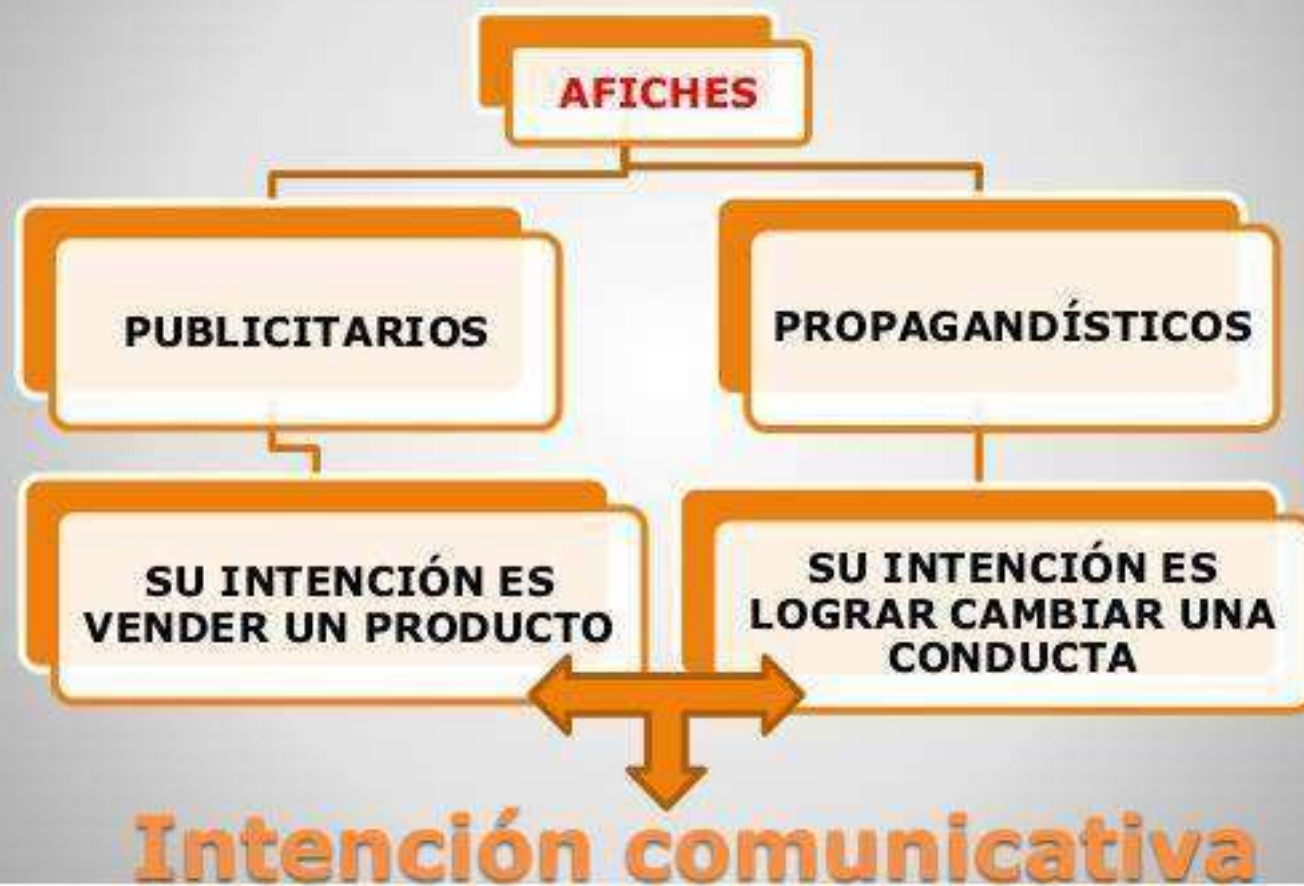 AFICHES
PUBLICITARIOS
PROPAGANDÍSTICOS
SU INTENCIÓN ES
VENDER UN PRODUCTO
SU INTENCIÓN ES
LOGRAR CAMBIAR UNA
CONDUCTA
Intención comunicativa